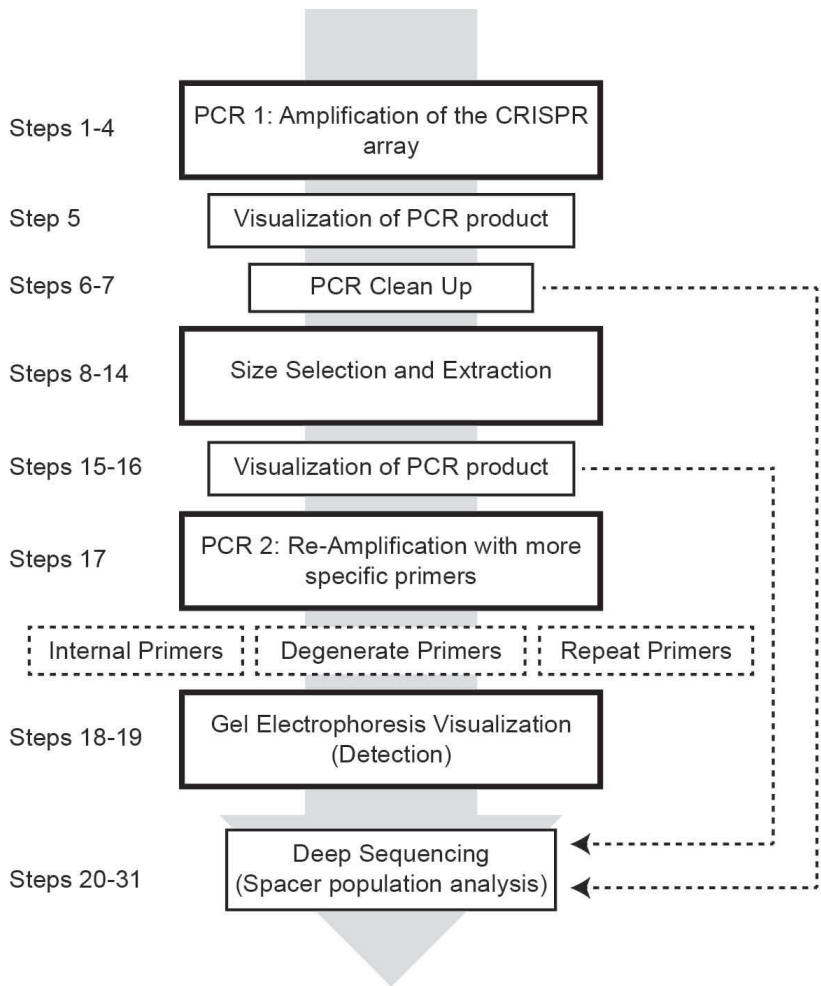 Steps 1-4
PCR 1: Amplification of the CRISPR
array
Step 5
Visualization of PCR product
Steps 6-7
PCR Clean Up
Steps 8-14
Size Selection and Extraction
Steps 15-16
Visualization of PCR product
Steps 17
PCR 2: Re-Amplification with more
specific primers
Internal Primers
Degenerate Primers
Repeat Primers
Steps 18-19
Gel Electrophoresis Visualization
(Detection)
Steps 20-31
Deep Sequencing
(Spacer population analysis)